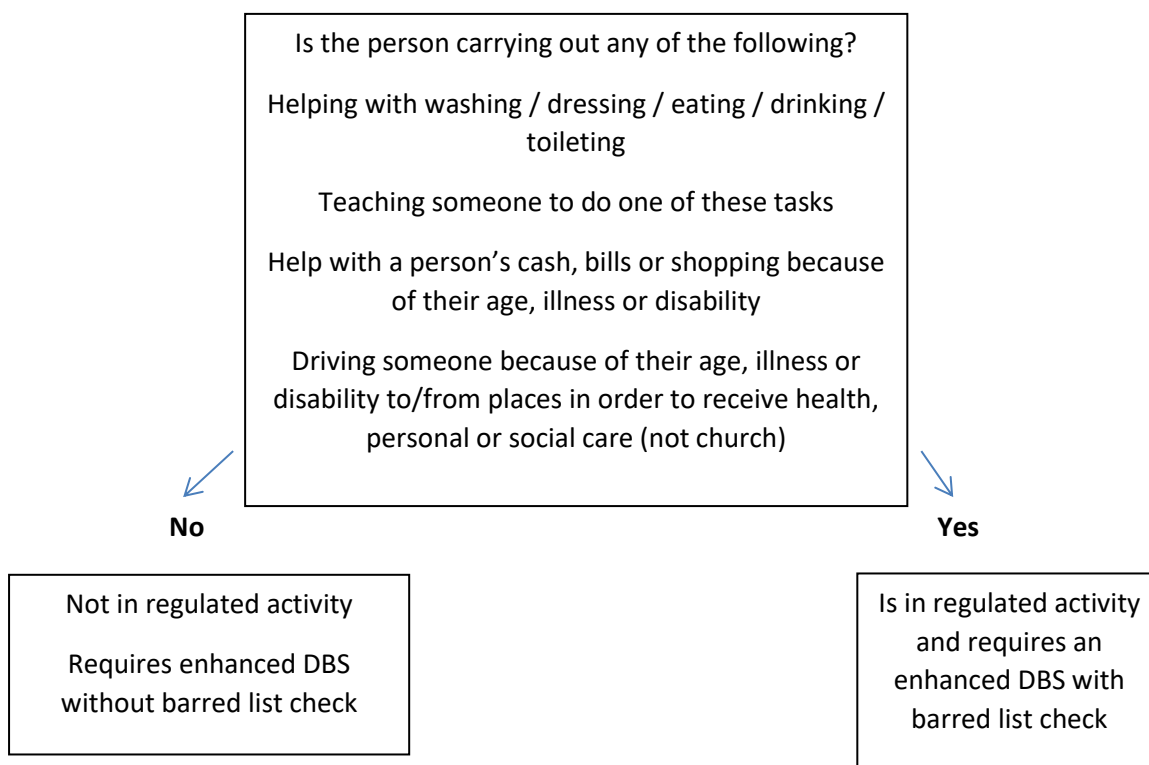 Is the person carrying out any of the following?
Helping with washing / dressing / eating / drinking /
toileting
Teaching someone to do one of these tasks
Help with a person’s cash, bills or shopping because
of their age, illness or disability
Driving someone because of their age, illness or
disability to/from places in order to receive health,
personal or social care (not church)
No
Yes
Not in regulated activity
Requires enhanced DBS
without barred list check
Is in regulated activity
and requires an
enhanced DBS with
barred list check